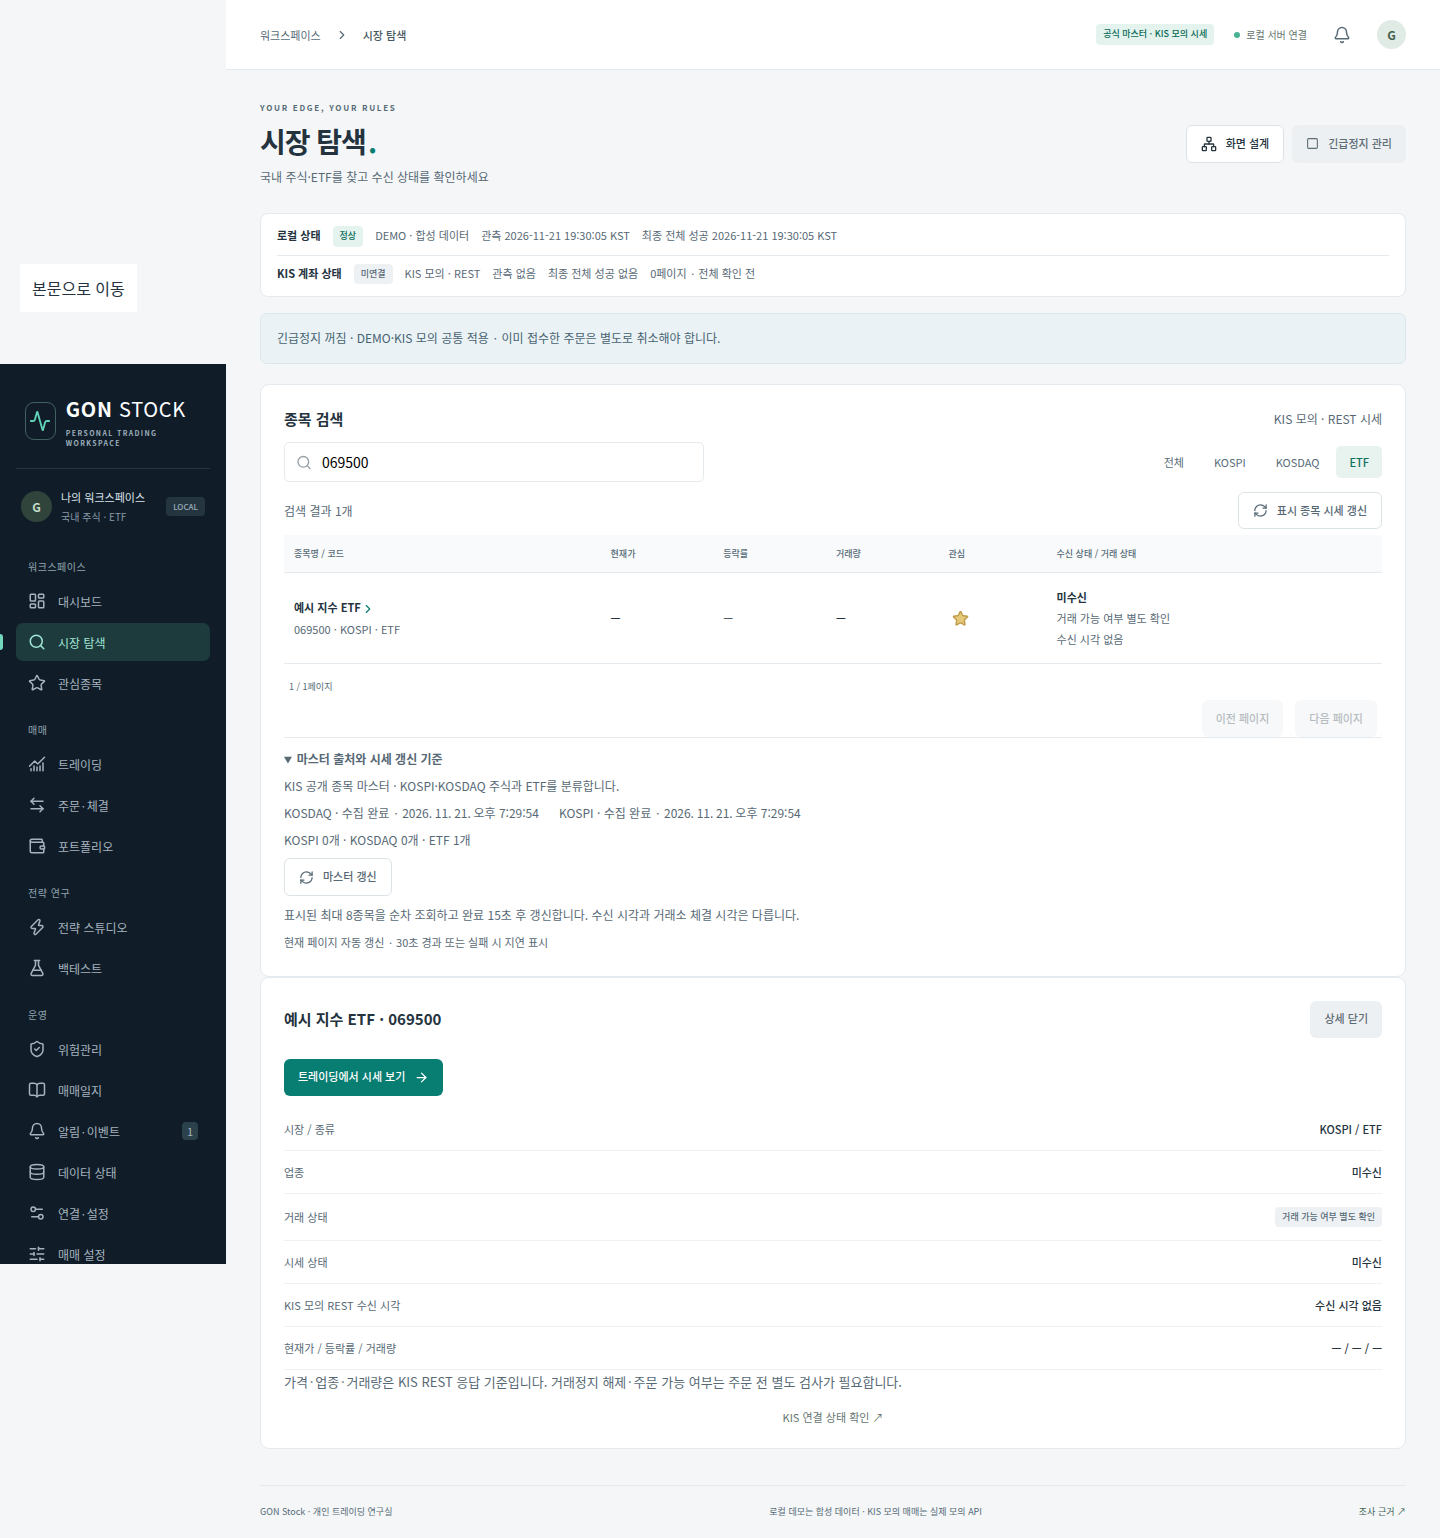 워크스페이스 > 시장 탐색
공식 마스터 · KIS 모의 시세
로컬 서버 연결
G
YOUR EDGE, YOUR RULES
시장 탐색.
국내 주식·ETF를 찾고 수신 상태를 확인하세요
화면 설계
긴급정지 관리
로컬 상태 정상 DEMO · 합성 데이터 관측 2026-11-21 19:30:05 KST 최종 전체 성공 2026-11-21 19:30:05 KST
KIS 계좌 상태 미연결 KIS 모의 · REST 관측 없음 최종 전체 성공 없음 0페이지 · 전체 확인 전
긴급정지 꺼짐 · DEMO·KIS 모의 공통 적용 · 이미 접수한 주문은 별도로 취소해야 합니다.
본문으로 이동
GON STOCK
PERSONAL TRADING
WORKSPACE
G
나의 워크스페이스
국내 주식 · ETF
LOCAL
워크스페이스
대시보드
시장 탐색
관심종목
매매
트레이딩
주문·체결
포트폴리오
전략 연구
전략 스튜디오
백테스트
운영
위험관리
매매일지
알림·이벤트 1
데이터 상태
연결·설정
매매 설정
종목 검색
KIS 모의 · REST 시세
069500
전체 KOSPI KOSDAQ ETF
검색 결과 1개
표시 종목 시세 갱신
종목명 / 코드 현재가 등락률 거래량 관심 수신 상태 / 거래 상태
예시 지수 ETF >
069500 · KOSPI · ETF
— — —
미수신
거래 가능 여부 별도 확인
수신 시각 없음
1 / 1페이지
이전 페이지 다음 페이지
▼ 마스터 출처와 시세 갱신 기준
KIS 공개 종목 마스터 · KOSPI·KOSDAQ 주식과 ETF를 분류합니다.
KOSDAQ · 수집 완료 · 2026. 11. 21. 오후 7:29:54 KOSPI · 수집 완료 · 2026. 11. 21. 오후 7:29:54
KOSPI 0개 · KOSDAQ 0개 · ETF 1개
마스터 갱신
표시된 최대 8종목을 순차 조회하고 완료 15초 후 갱신합니다. 수신 시각과 거래소 체결 시각은 다릅니다.
현재 페이지 자동 갱신 · 30초 경과 또는 실패 시 지연 표시
예시 지수 ETF · 069500
상세 닫기
트레이딩에서 시세 보기 →
시장 / 종류 KOSPI / ETF
업종 미수신
거래 상태 거래 가능 여부 별도 확인
시세 상태 미수신
KIS 모의 REST 수신 시각 수신 시각 없음
현재가 / 등락률 / 거래량 — / — / —
가격·업종·거래량은 KIS REST 응답 기준입니다. 거래정지 해제·주문 가능 여부는 주문 전 별도 검사가 필요합니다.
KIS 연결 상태 확인 ↗
GON Stock · 개인 트레이딩 연구실
로컬 데모는 합성 데이터 · KIS 모의 매매는 실제 모의 API
조사 근거 ↗